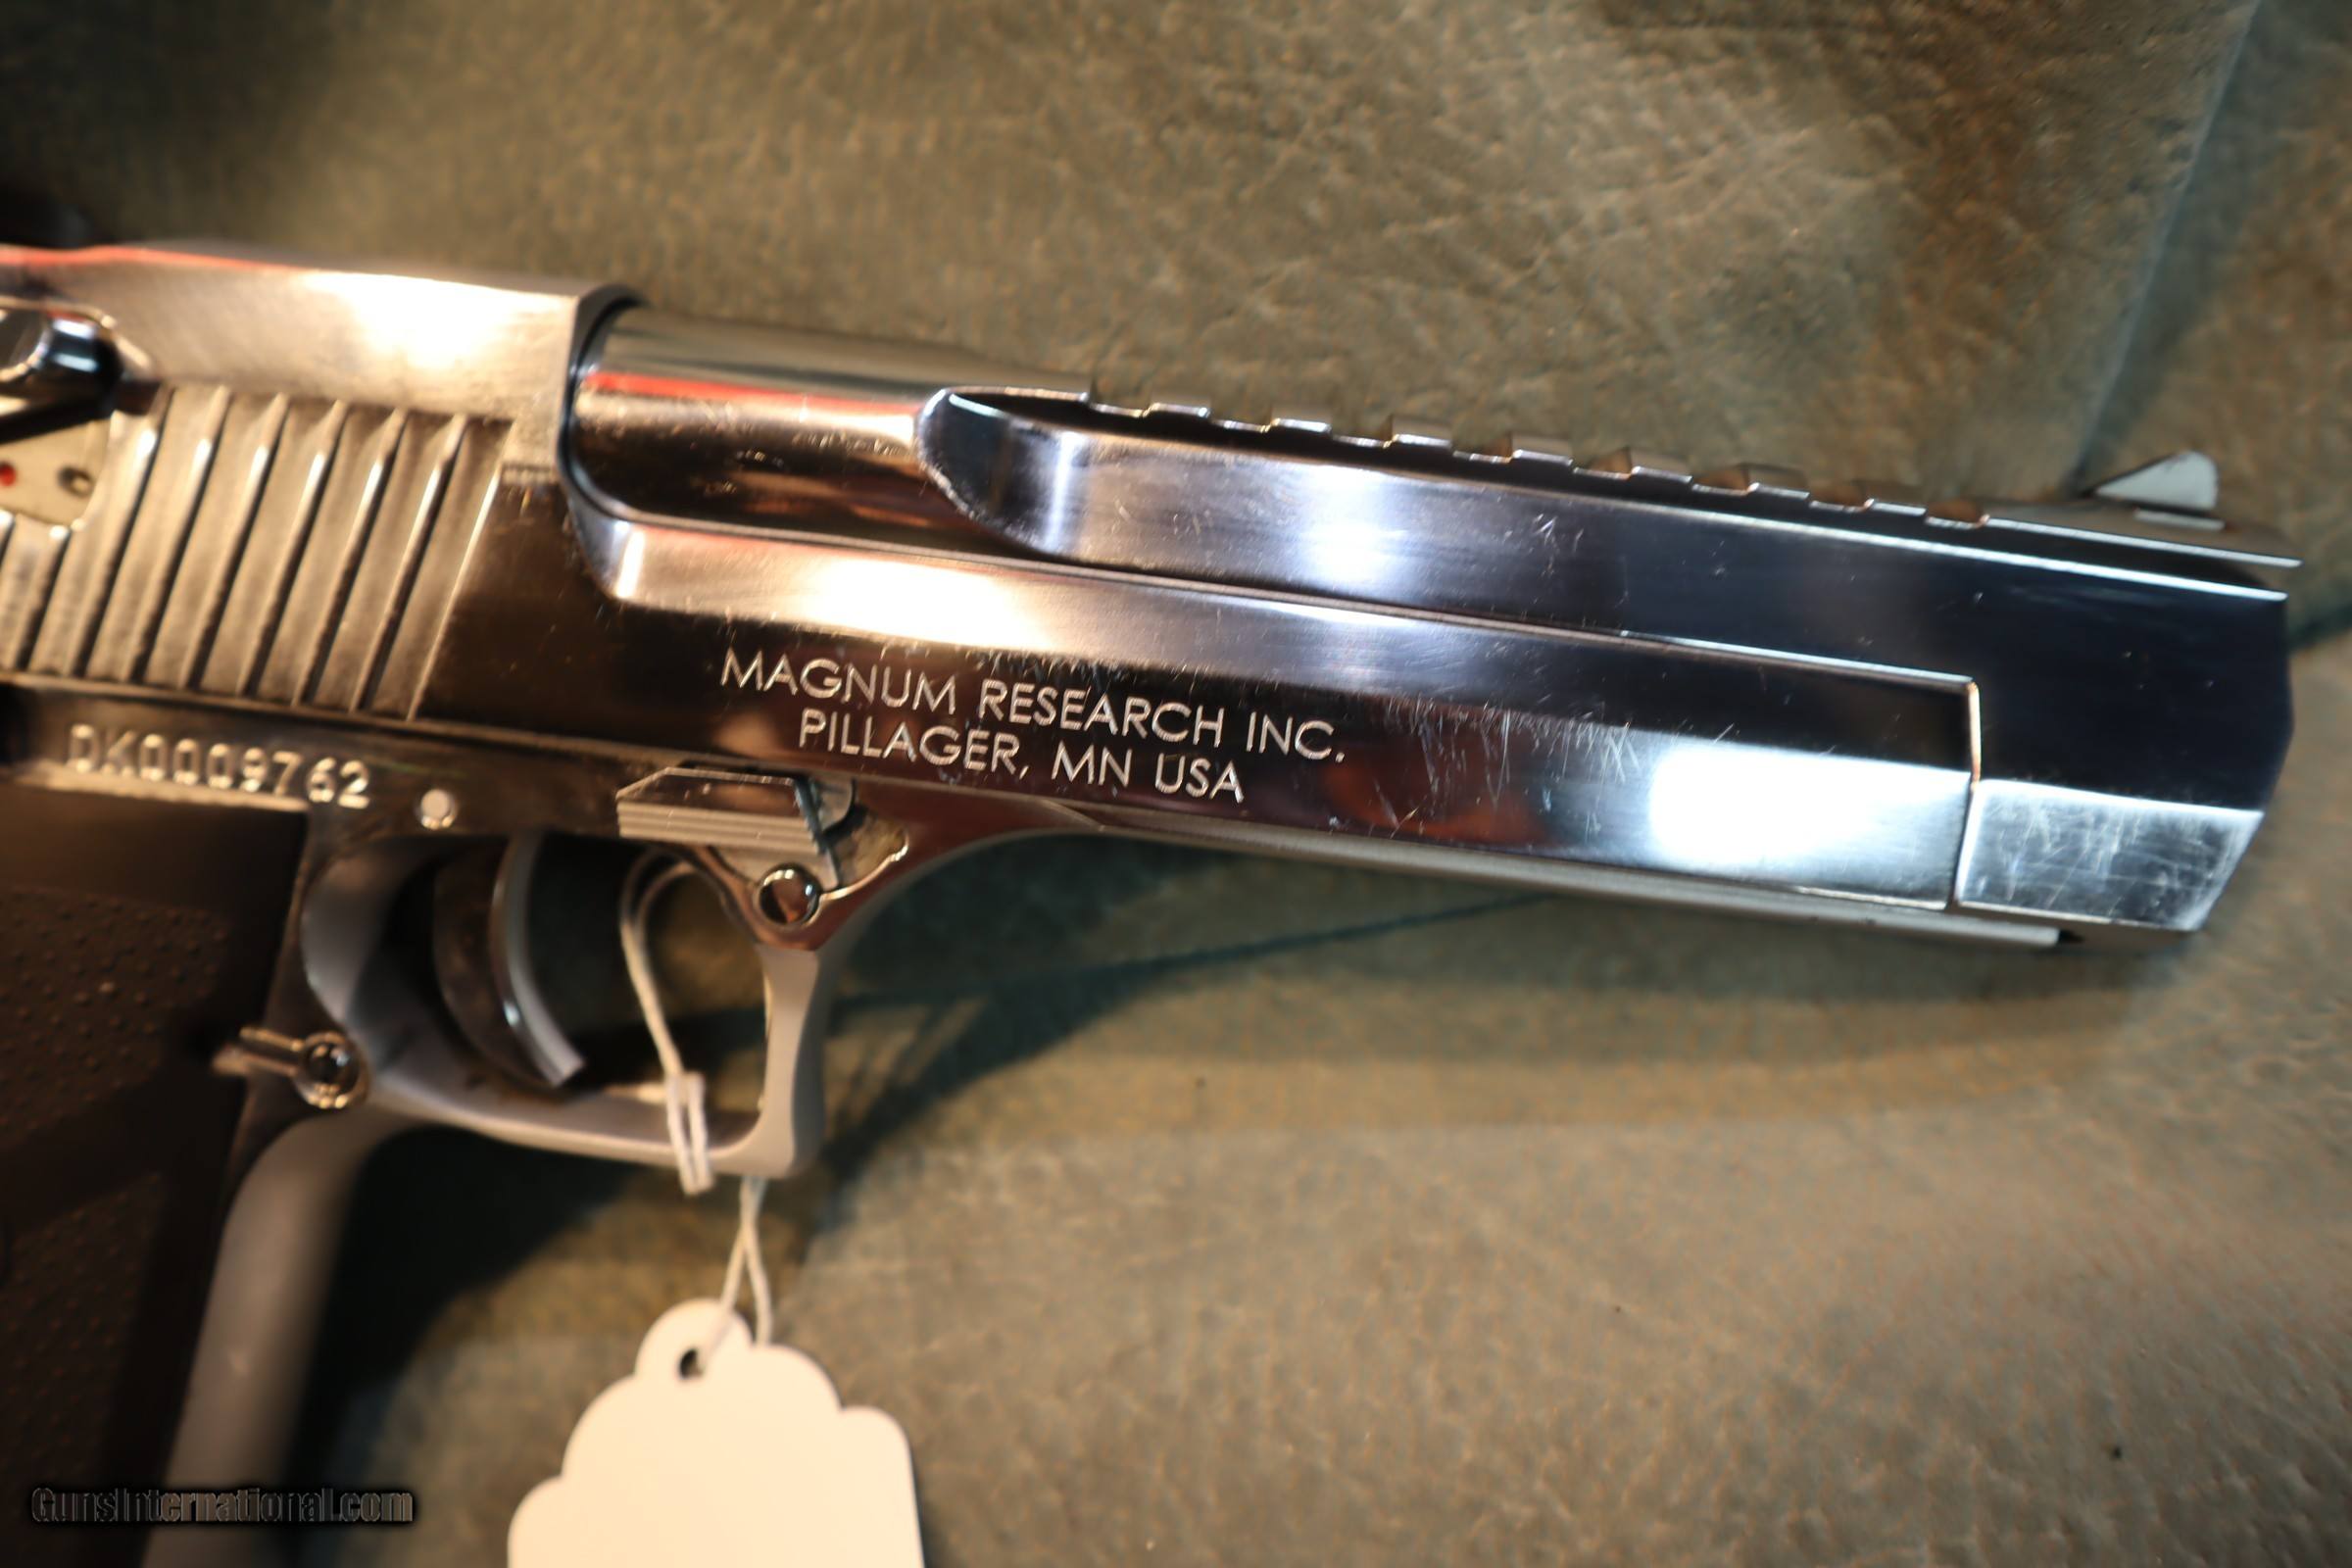 MAGNUM RESEARCH INC.
PILLAGER, MN USA
DK0009762
GunsInternational.com